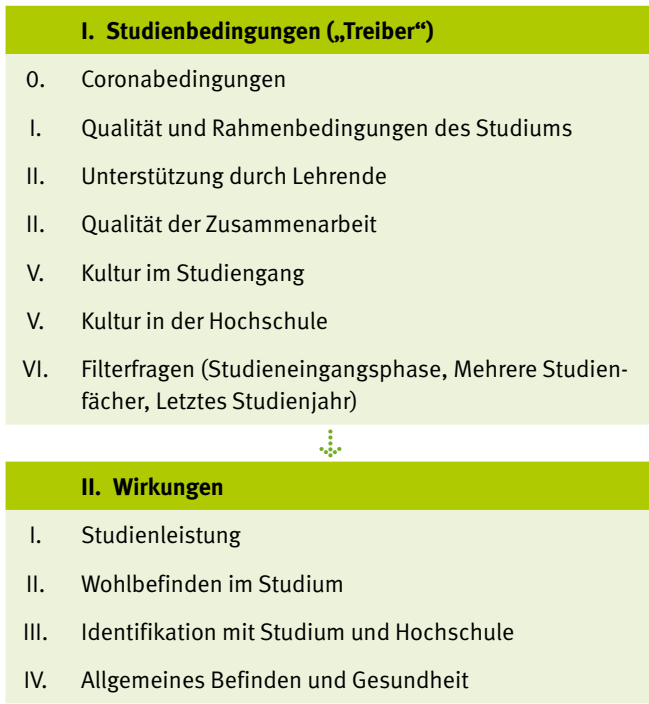 I. Studienbedingungen („Treiber“)
0. Coronabedingungen
I. Qualität und Rahmenbedingungen des Studiums
II. Unterstützung durch Lehrende
II. Qualität der Zusammenarbeit
V. Kultur im Studiengang
V. Kultur in der Hochschule
VI. Filterfragen (Studieneingangsphase, Mehrere Studien-
fächer, Letztes Studienjahr)
II. Wirkungen
I. Studienleistung
II. Wohlbefinden im Studium
III. Identifikation mit Studium und Hochschule
IV. Allgemeines Befinden und Gesundheit